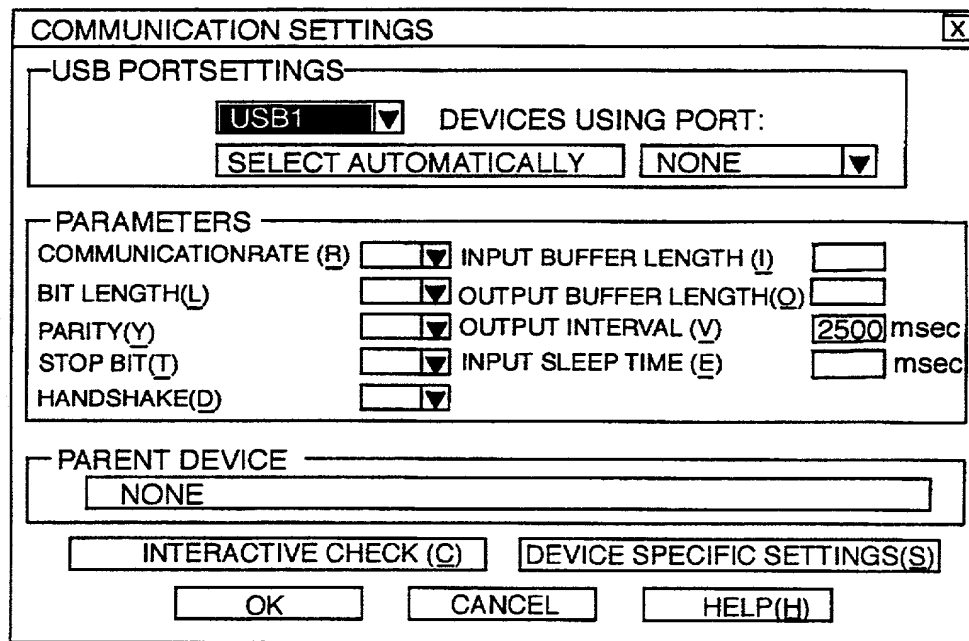 COMMUNICATION SETTINGS X
USB PORTSETTINGS
USB1 DEVICES USING PORT:
SELECT AUTOMATICALLY NONE
PARAMETERS
COMMUNICATIONRATE (R) INPUT BUFFER LENGTH (I)
BIT LENGTH(L) OUTPUT BUFFER LENGTH(O)
PARITY(Y) OUTPUT INTERVAL (V) 2500 msec
STOP BIT(T) INPUT SLEEP TIME (E) msec
HANDSHAKE(D)
PARENT DEVICE
NONE
INTERACTIVE CHECK (C) DEVICE SPECIFIC SETTINGS(S)
OK CANCEL HELP(H)